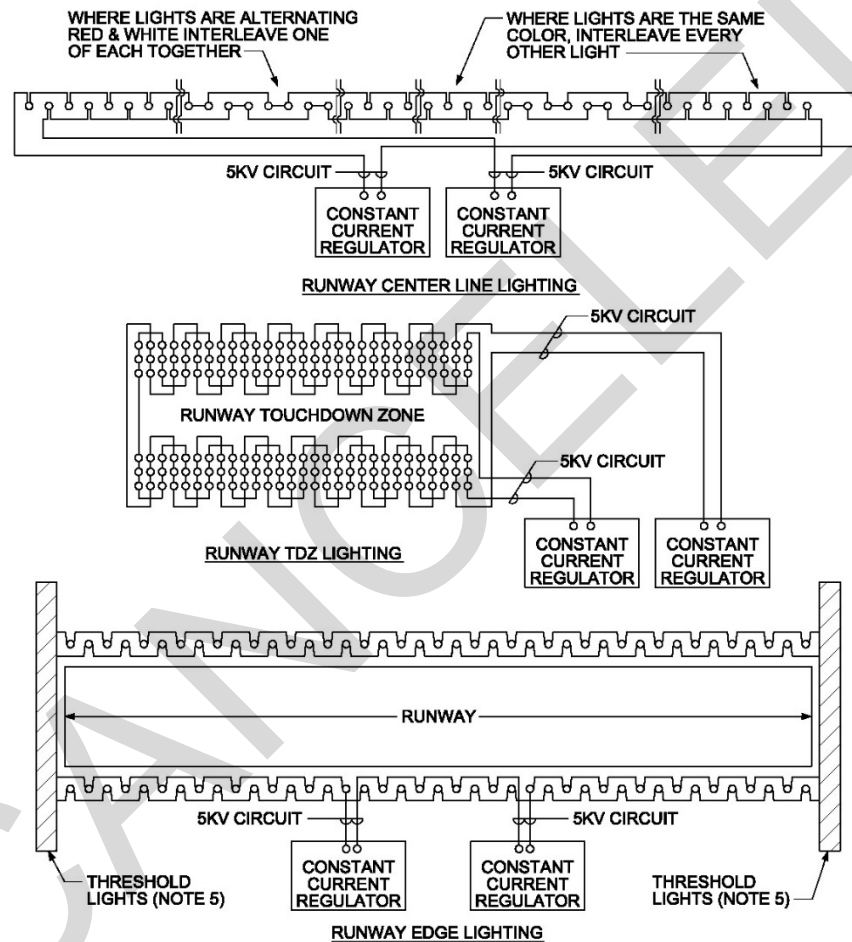 WHERE LIGHTS ARE ALTERNATING
RED & WHITE INTERLEAVE ONE
OF EACH TOGETHER
WHERE LIGHTS ARE THE SAME
COLOR, INTERLEAVE EVERY
OTHER LIGHT
5KV CIRCUIT
5KV CIRCUIT
CONSTANT
CURRENT
REGULATOR
CONSTANT
CURRENT
REGULATOR
RUNWAY CENTER LINE LIGHTING
5KV CIRCUIT
RUNWAY TOUCHDOWN ZONE
5KV CIRCUIT
CONSTANT
CURRENT
REGULATOR
CONSTANT
CURRENT
REGULATOR
RUNWAY TDZ LIGHTING
RUNWAY
5KV CIRCUIT
5KV CIRCUIT
CONSTANT
CURRENT
REGULATOR
CONSTANT
CURRENT
REGULATOR
THRESHOLD
LIGHTS (NOTE 5)
THRESHOLD
LIGHTS (NOTE 5)
RUNWAY EDGE LIGHTING
CANCELE